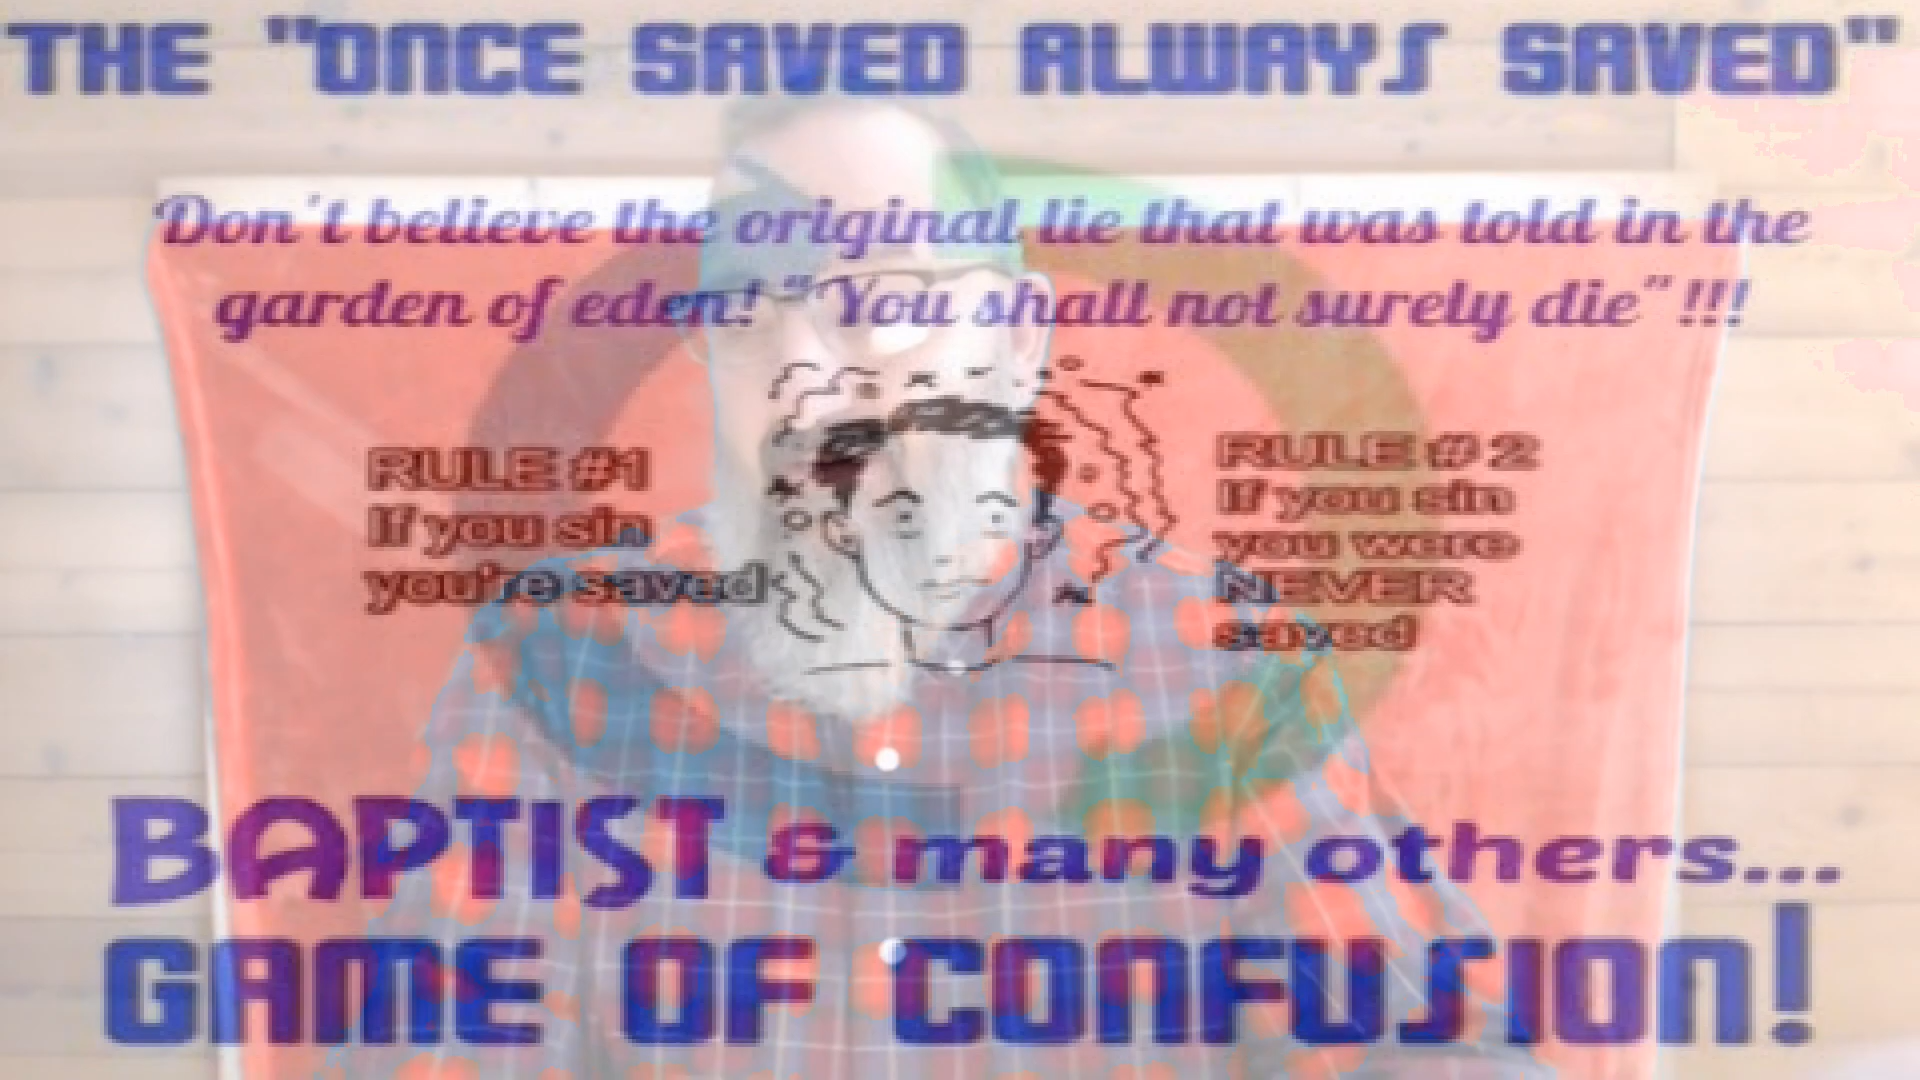 THE "ONCE SAVED ALWAYS SAVED"
Don't believe the original lie that was told in the
garden of eden! "You shall not surely die"!!!
RULE #1
If you sin
you're saved
RULE # 2
If you sin
you were
NEVER
saved
BAPTIST & many others...
GAME OF CONFUSION!